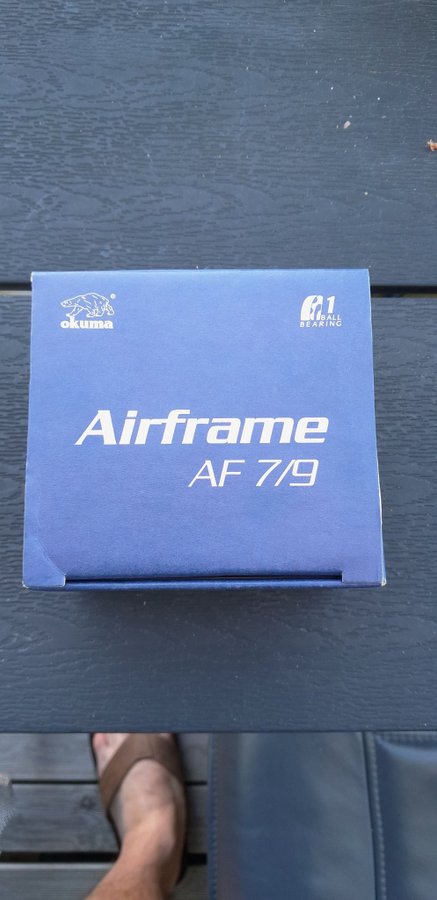 okuma
®
1
BALL
BEARING
Airframe
AF 7/9